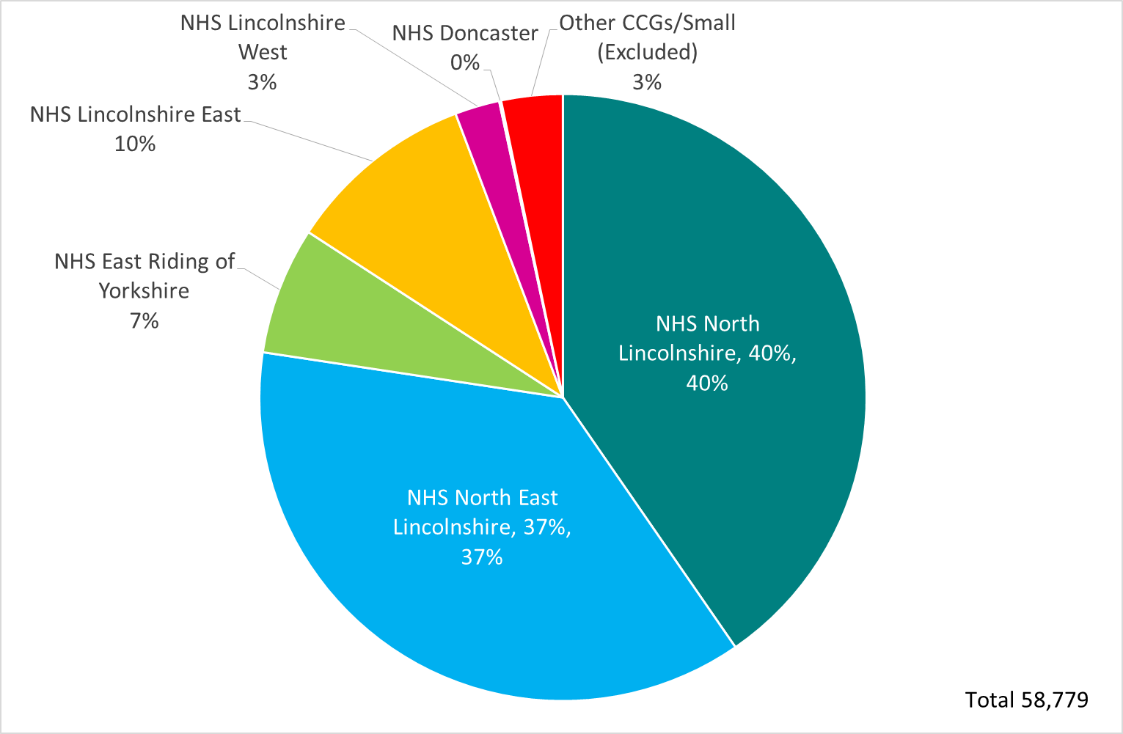 NHS Lincolnshire
West
3%
NHS Doncaster
0%
Other CCGs/Small
(Excluded)
3%
NHS Lincolnshire East
10%
NHS East Riding of
Yorkshire
7%
NHS North
Lincolnshire, 40%,
40%
NHS North East
Lincolnshire, 37%,
37%
Total 58,779